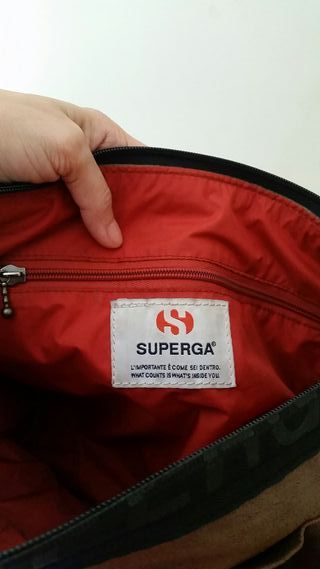 SUPERGA®
L'IMPORTANTE È COME SEI DENTRO.
WHAT COUNTS IS WHAT'S INSIDE YOU.